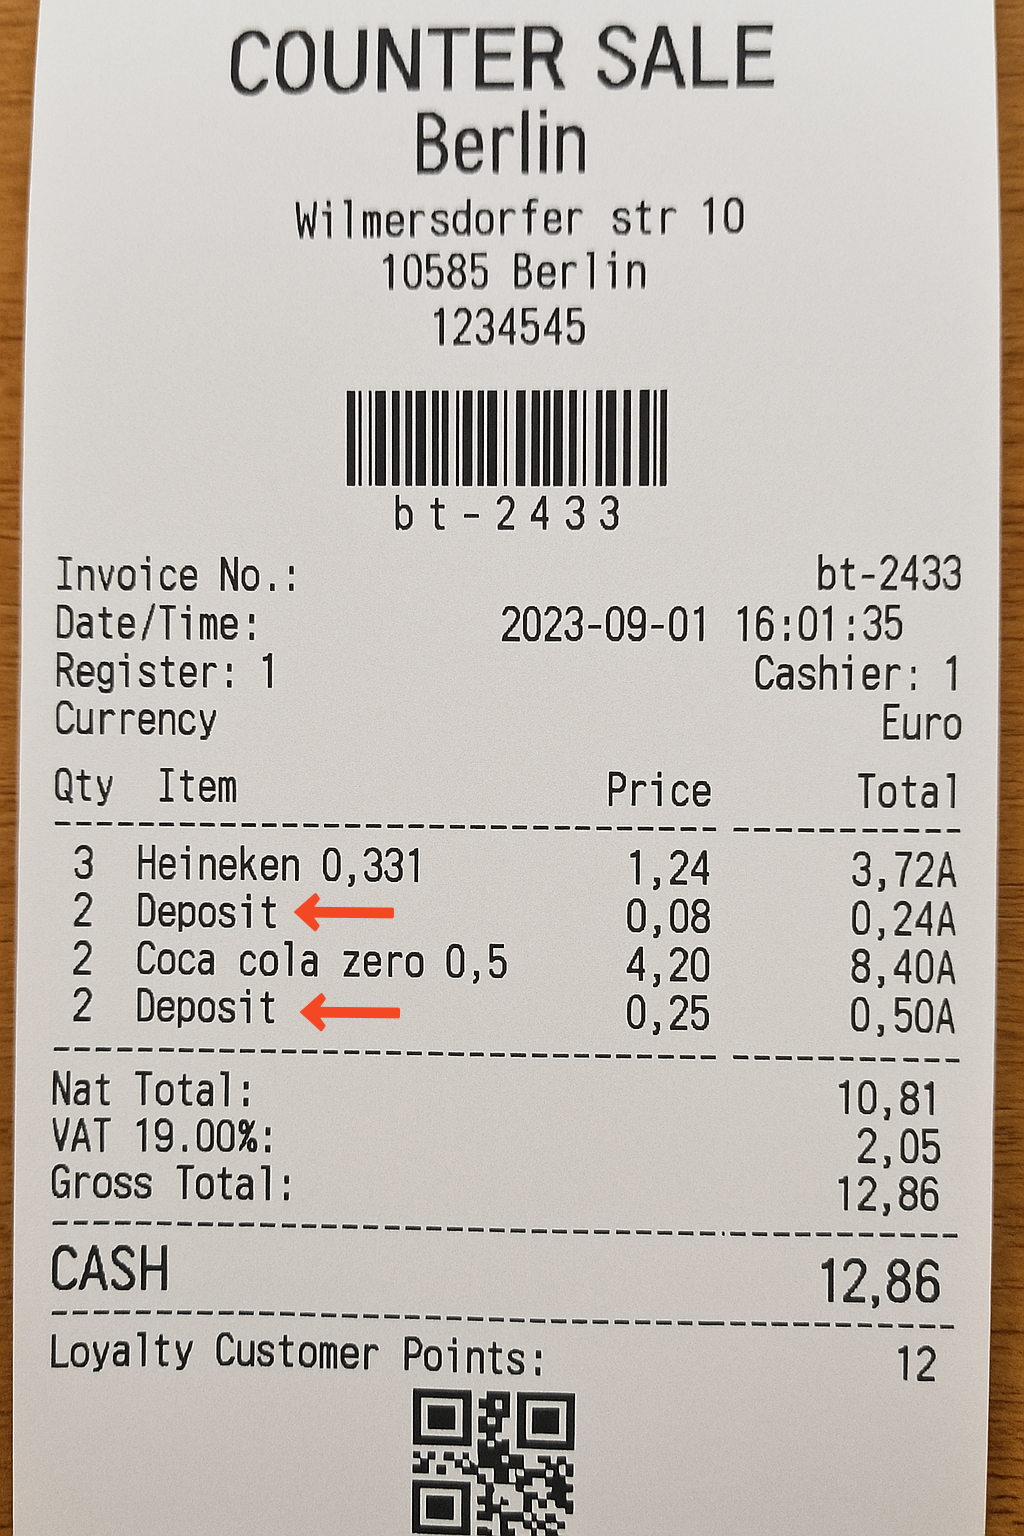 COUNTER SALE
Berlin
Wilmersdorfer str 10
10585 Berlin
1234545
bt-2433
Invoice No.: bt-2433
Date/Time: 2023-09-01 16:01:35
Register: 1 Cashier: 1
Currency Euro
Qty Item Price Total
3 Heineken 0,331 1,24 3,72A
2 Deposit 0,08 0,24A
2 Coca cola zero 0,5 4,20 8,40A
2 Deposit 0,25 0,50A
Nat Total: 10,81
VAT 19.00%: 2,05
Gross Total: 12,86
CASH 12,86
Loyalty Customer Points: 12